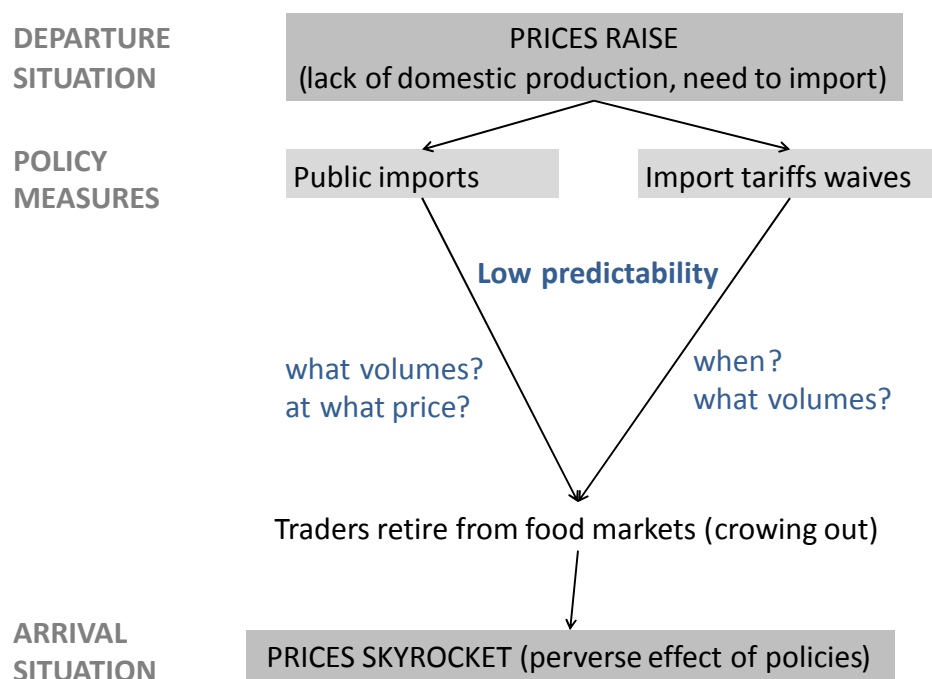 DEPARTURE
SITUATION
PRICES RAISE
(lack of domestic production, need to import)
POLICY
MEASURES
Public imports
Import tariffs waives
Low predictability
what volumes?
at what price?
when?
what volumes?
Traders retire from food markets (crowing out)
ARRIVAL
SITUATION
PRICES SKYROCKET (perverse effect of policies)